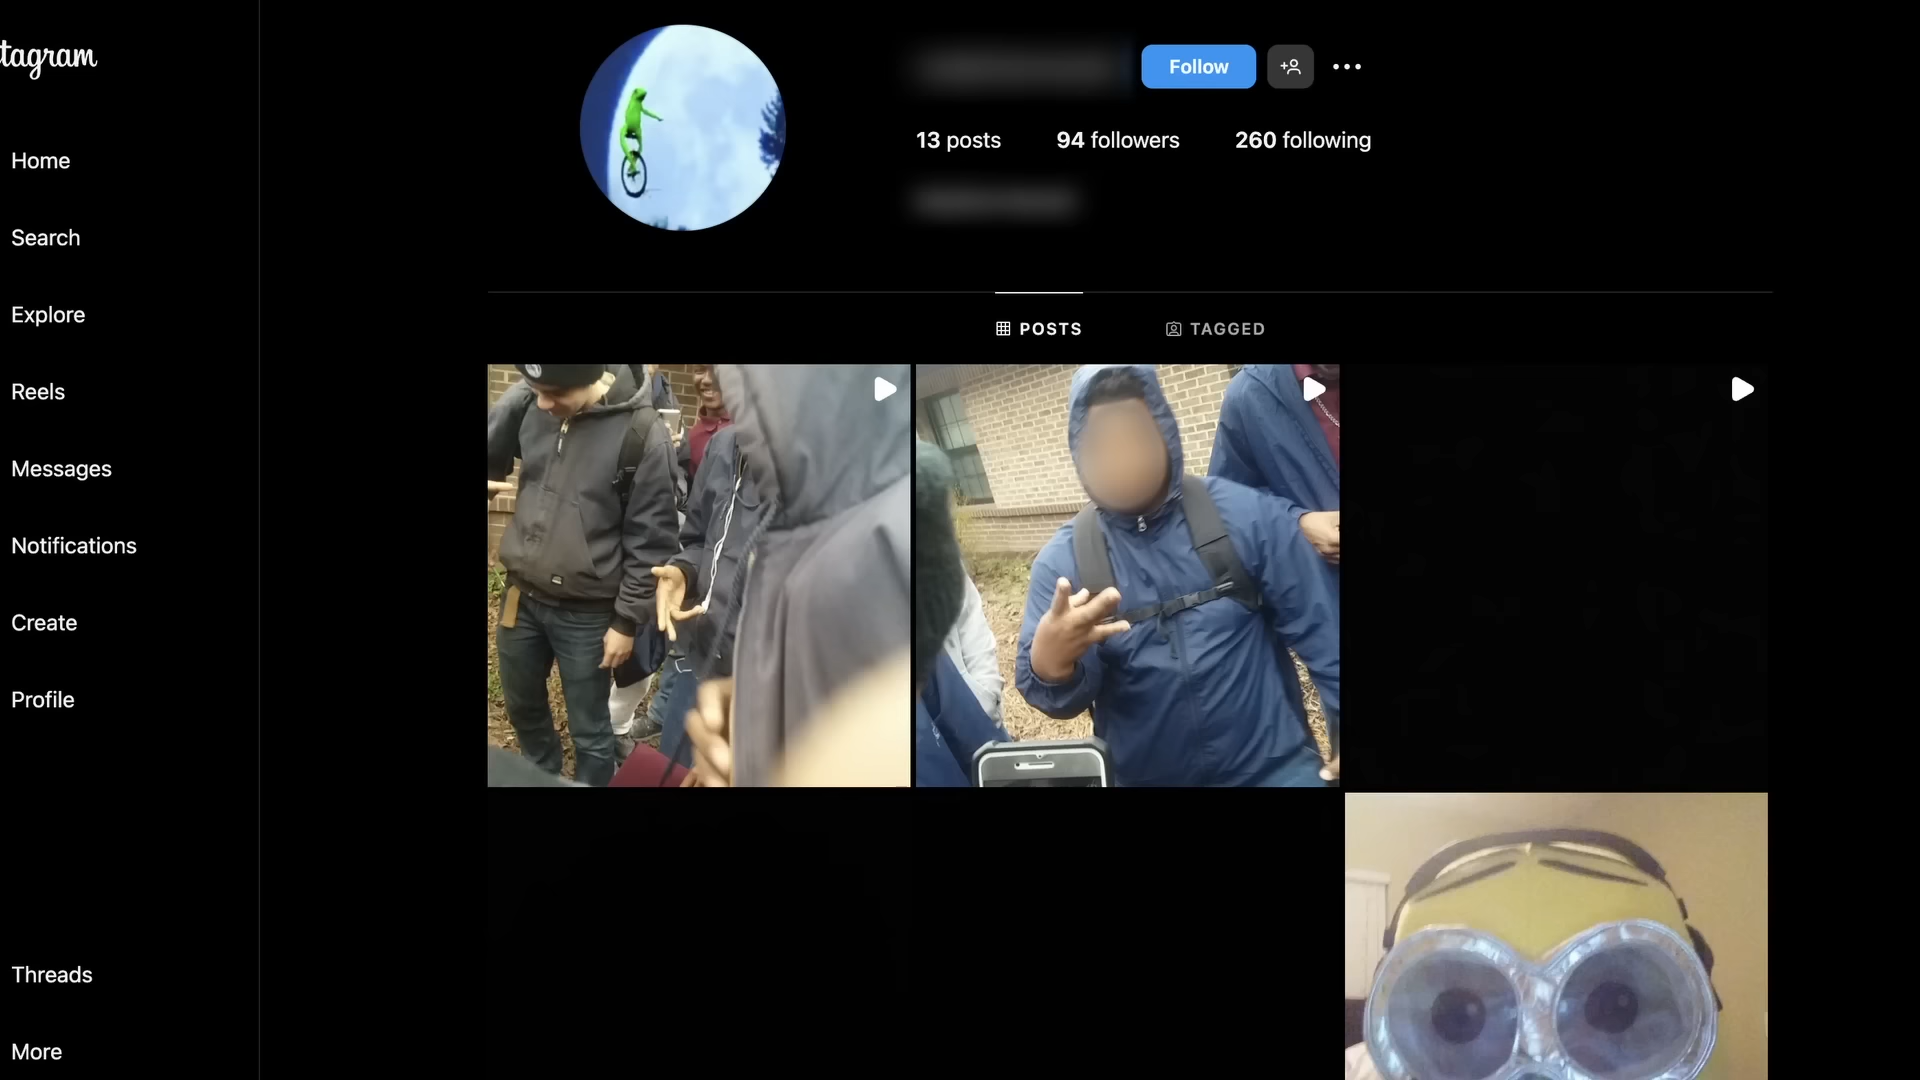 tagram
Follow
13 posts 94 followers 260 following
Home
Search
Explore
POSTS TAGGED
Reels
Messages
Notifications
Create
Profile
Threads
More